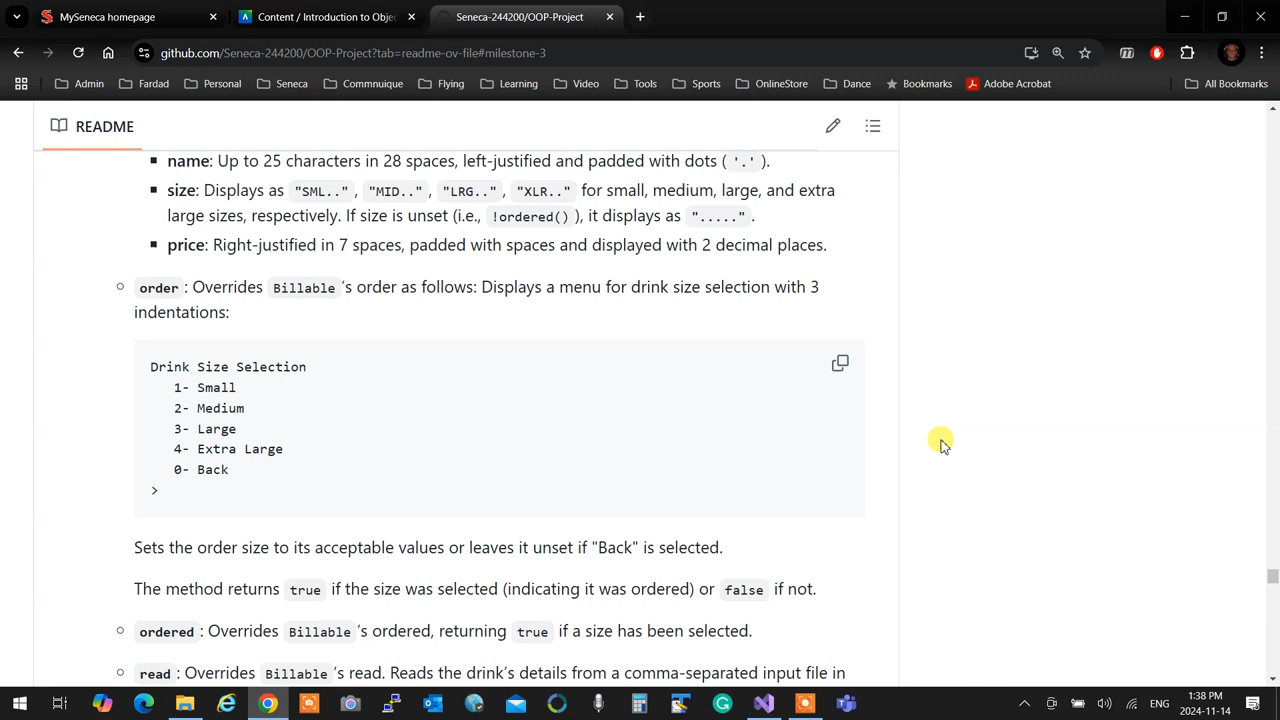 MySeneca homepage
Content / Introduction to Obje
Seneca-244200/OOP-Project
github.com/Seneca-244200/OOP-Project?tab=readme-ov-file#milestone-3
Admin Fardad Personal Seneca Commnuique Flying Learning Video Tools Sports OnlineStore Dance Bookmarks Adobe Acrobat All Bookmarks
README
name: Up to 25 characters in 28 spaces, left-justified and padded with dots ( '.' ).
size: Displays as "SML..", "MID..", "LRG..", "XLR.." for small, medium, large, and extra
large sizes, respectively. If size is unset (i.e., !ordered() ), it displays as ".....".
price: Right-justified in 7 spaces, padded with spaces and displayed with 2 decimal places.
order : Overrides Billable 's order as follows: Displays a menu for drink size selection with 3
indentations:
Drink Size Selection
1- Small
2- Medium
3- Large
4- Extra Large
0- Back
>
Sets the order size to its acceptable values or leaves it unset if "Back" is selected.
The method returns true if the size was selected (indicating it was ordered) or false if not.
ordered : Overrides Billable 's ordered, returning true if a size has been selected.
read : Overrides Billable 's read. Reads the drink's details from a comma-separated input file in
ENG
1:38 PM
2024-11-14